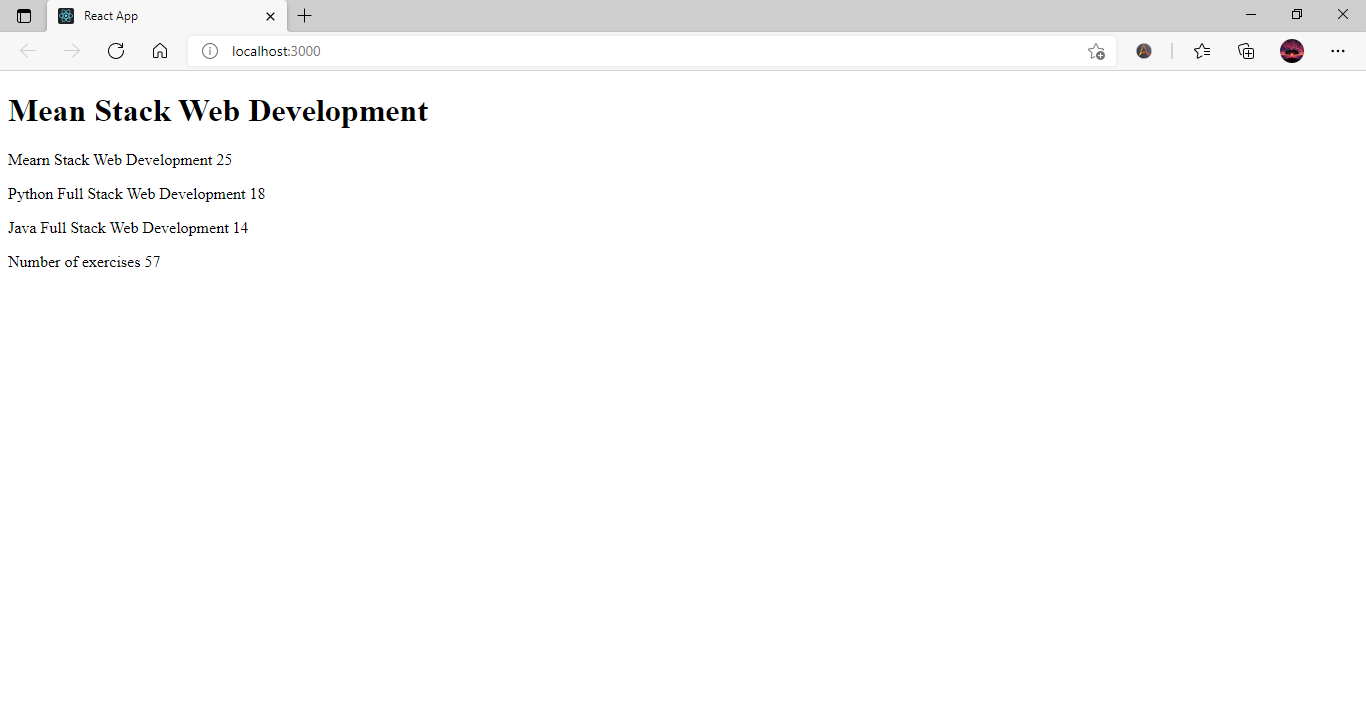 React App
localhost:3000
Mean Stack Web Development
Mearn Stack Web Development 25
Python Full Stack Web Development 18
Java Full Stack Web Development 14
Number of exercises 57